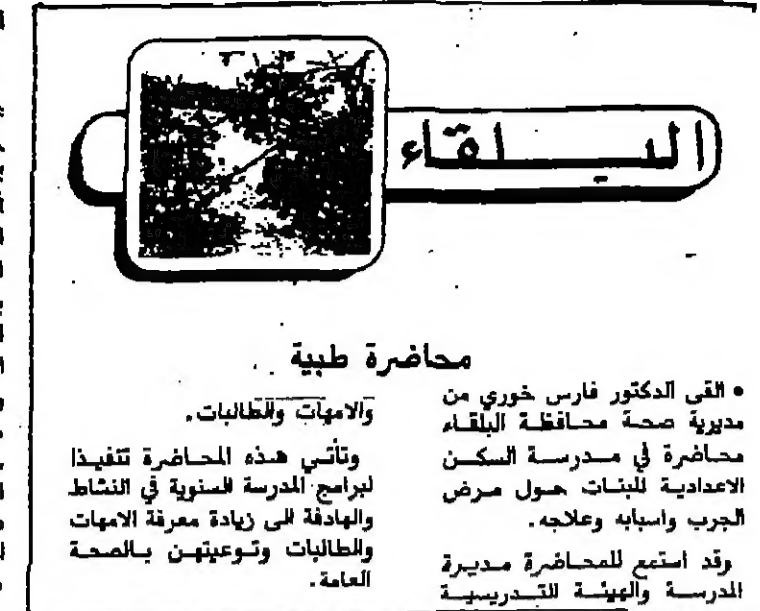 البلقاء
محاضرة طبية
• القى الدكتور فارس خوري من
مديرية صحة محافظة البلقاء
محاضرة في مدرسة السكن
الاعدادية للبنات حول مرض
الجرب واسبابه وعلاجه.
وقد استمع للمحاضرة مديرة
المدرسة والهيئة التدريسية
والامهات والطالبات.
وتأتي هذه المحاضرة تنفيذا
لبرامج المدرسة السنوية في النشاط
والهادفة الى زيادة معرفة الامهات
والطالبات وتوعيتهن بالصحة
العامة.